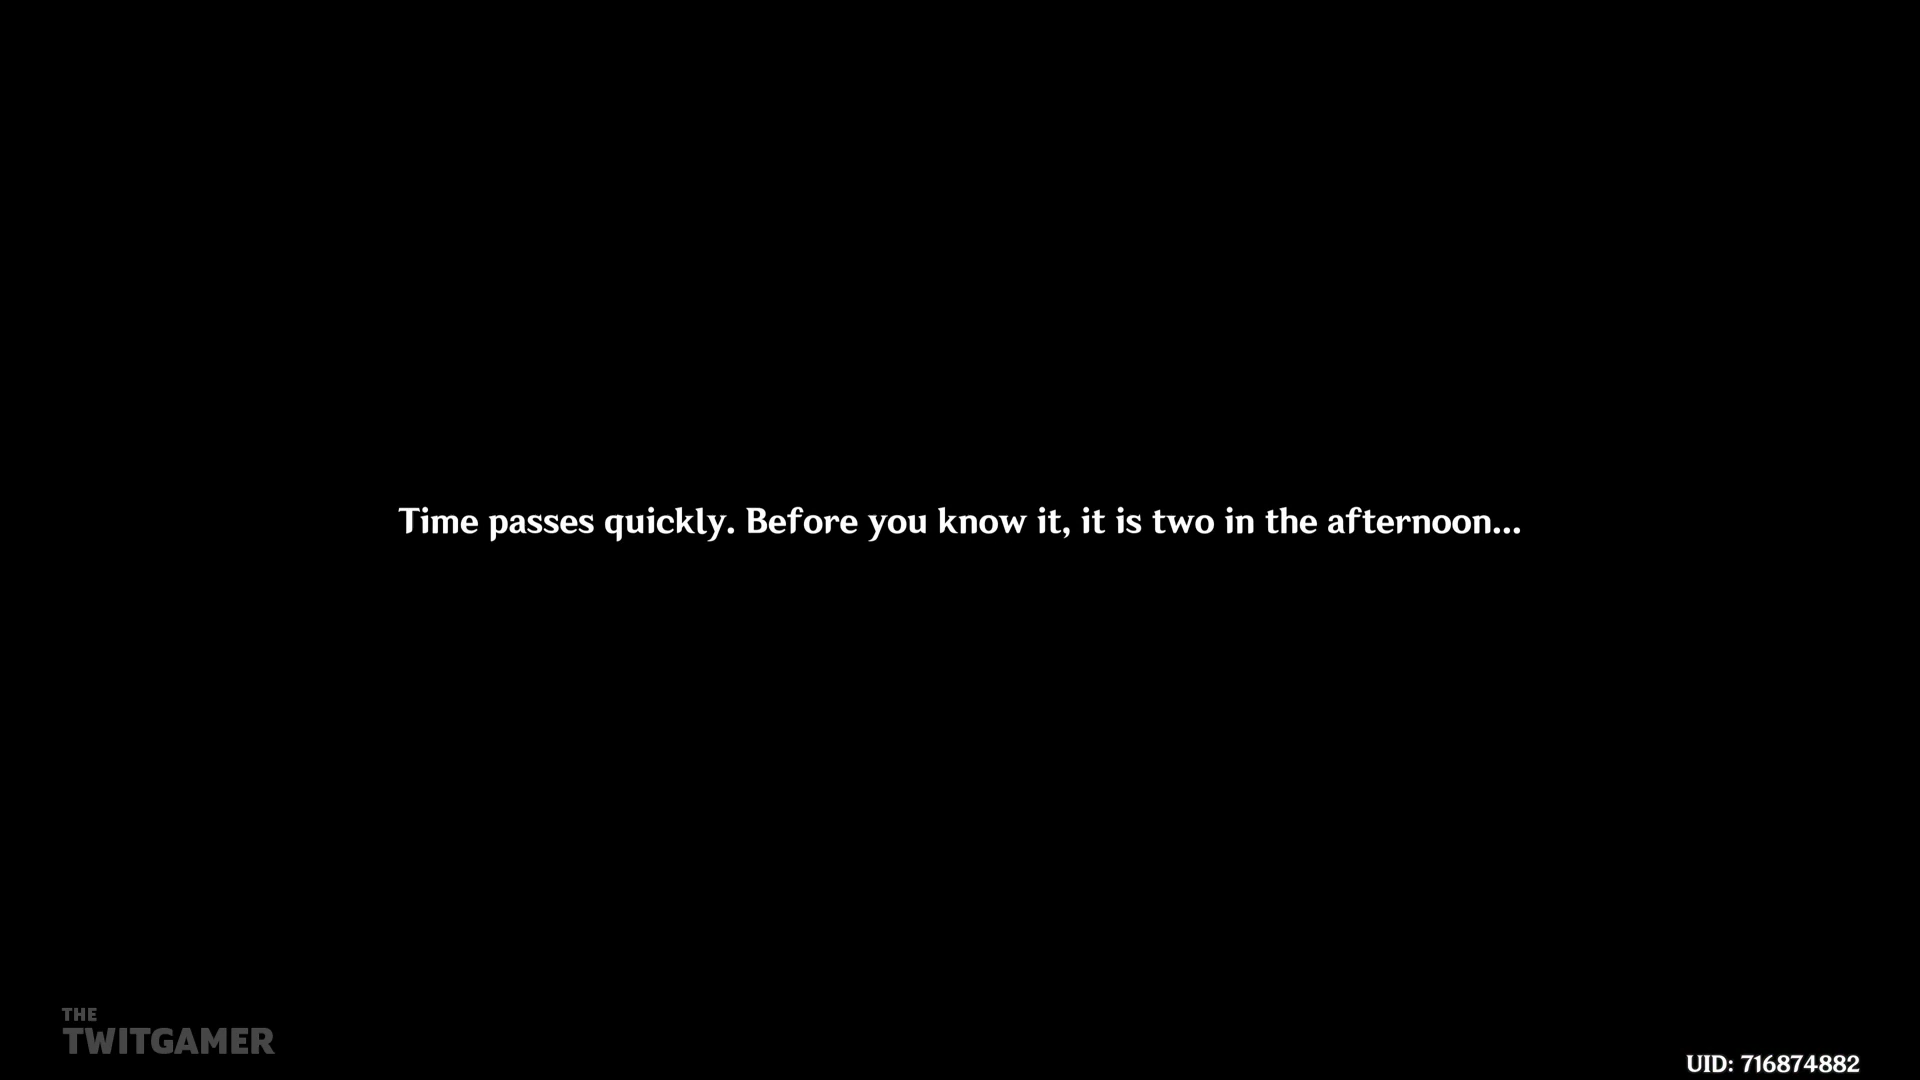 Time passes quickly. Before you know it, it is two in the afternoon...
THE
TWITGAMER
UID: 716874882